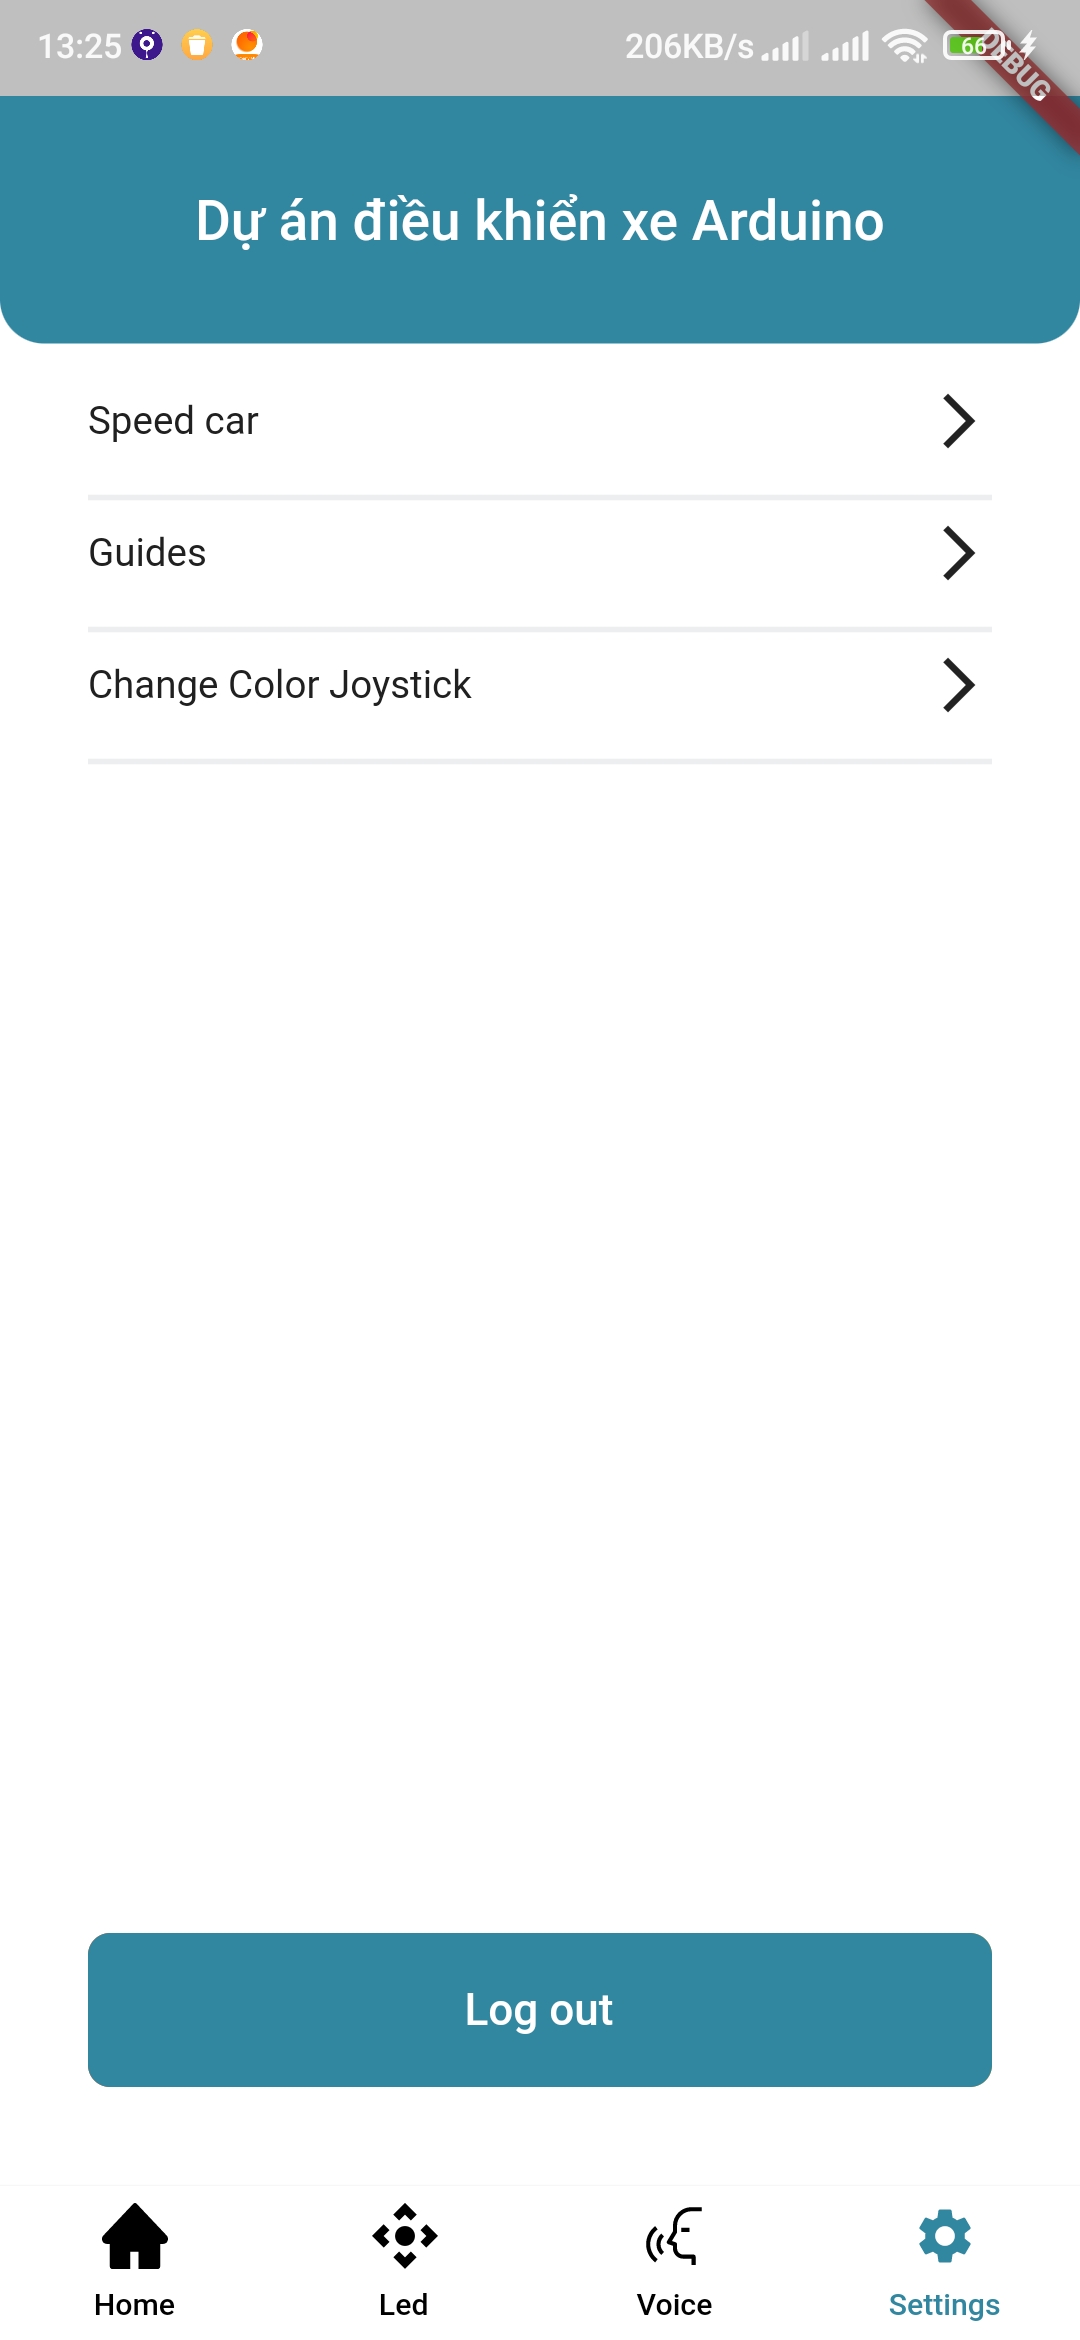 13:25 206KB/s 66
DEBUG
Dự án điều khiển xe Arduino
Speed car
Guides
Change Color Joystick
Log out
Home Led Voice Settings